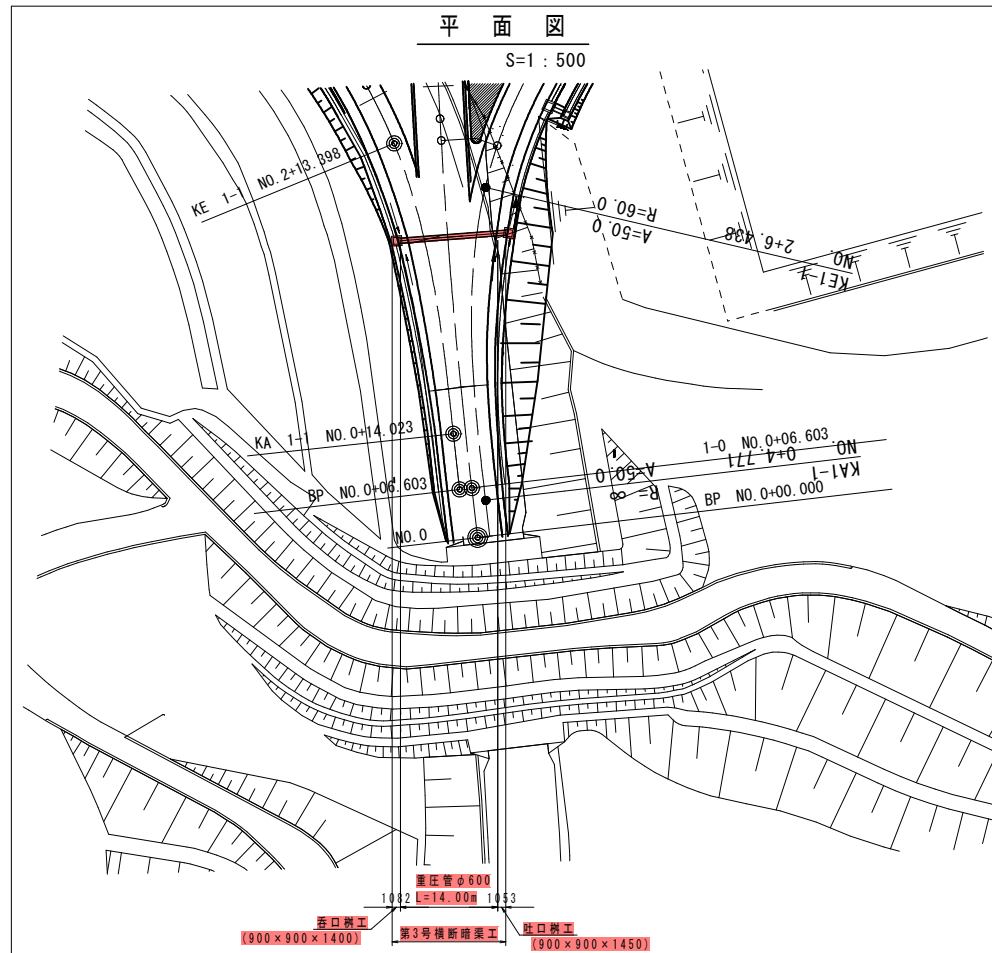 平 面 図
S=1 : 500
KE 1-1 NO.2+13.398
R=60.0
A=50.0
NO. 2+6.438
KE1-1
KA 1-1 NO.0+14.023
1-0 NO.0+06.603
NO. 0+4.771
KA1-1
A=50.0
R= ∞
BP NO.0+06.603
BP NO.0+00.000
NO.0
重圧管φ600
1082 L=14.00m 1053
呑口桝工
(900×900×1400)
第3号横断暗渠工
吐口桝工
(900×900×1450)